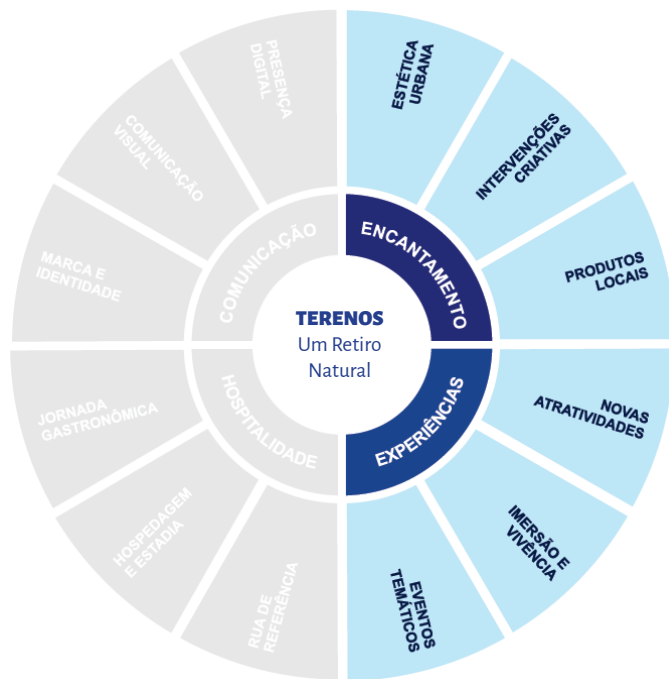 PRESENÇA
DIGITAL
COMUNICAÇÃO
VISUAL
MARCA E
IDENTIDADE
COMUNICAÇÃO
ESTÉTICA
URBANA
INTERVENÇÕES
CRIATIVAS
PRODUTOS
LOCAIS
ENCANTAMENTO
TERENOS
Um Retiro
Natural
JORNADA
GASTRONÔMICA
HOSPEDAGEM
E ESTADIA
RUA DE
REFERÊNCIA
HOSPITALIDADE
NOVAS
ATRATIVIDADES
IMERSÃO E
VIVÊNCIA
EVENTOS
TEMÁTICOS
EXPERIÊNCIAS